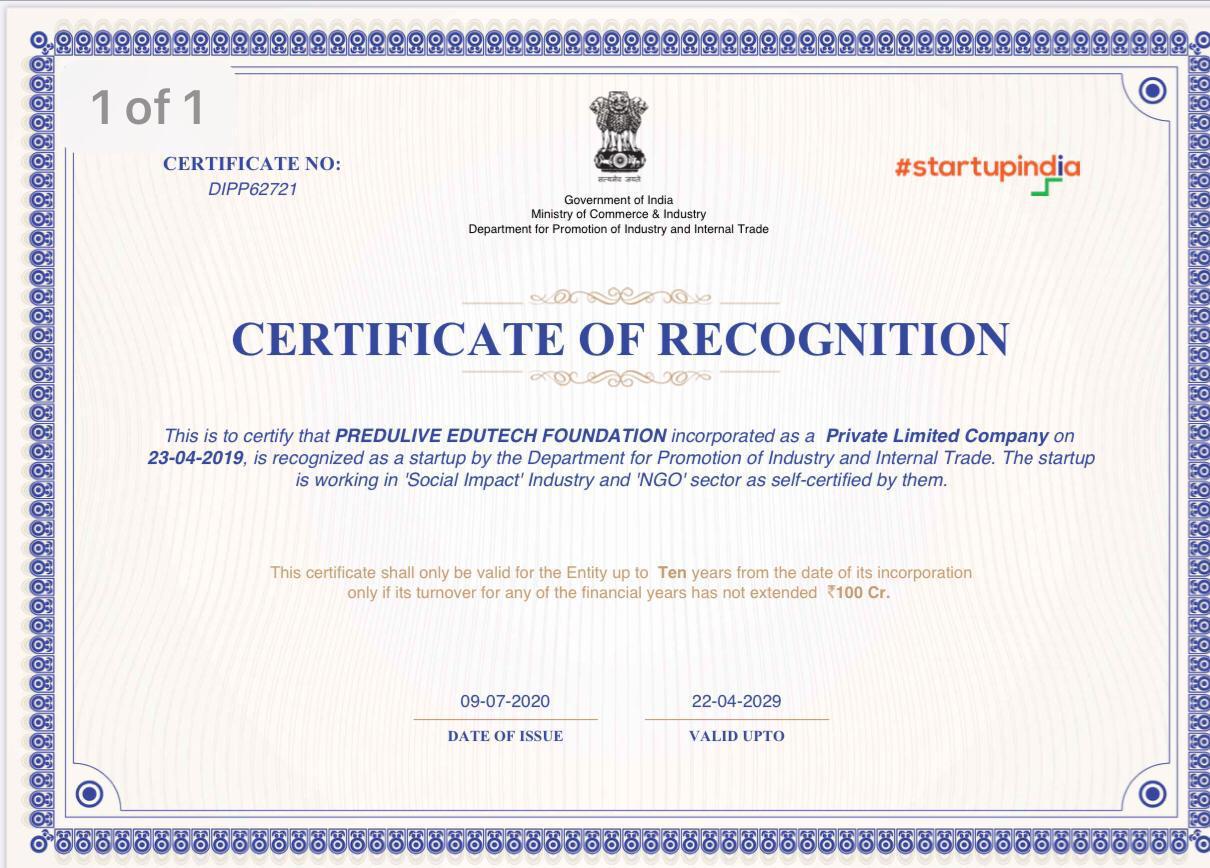 1 of 1
CERTIFICATE NO:
DIPP62721
सत्यमेव जयते
Government of India
Ministry of Commerce & Industry
Department for Promotion of Industry and Internal Trade
#startupindia
CERTIFICATE OF RECOGNITION
This is to certify that PREDULIVE EDUTECH FOUNDATION incorporated as a Private Limited Company on
23-04-2019, is recognized as a startup by the Department for Promotion of Industry and Internal Trade. The startup
is working in 'Social Impact' Industry and 'NGO' sector as self-certified by them.
This certificate shall only be valid for the Entity up to Ten years from the date of its incorporation
only if its turnover for any of the financial years has not extended ₹100 Cr.
09-07-2020
DATE OF ISSUE
22-04-2029
VALID UPTO